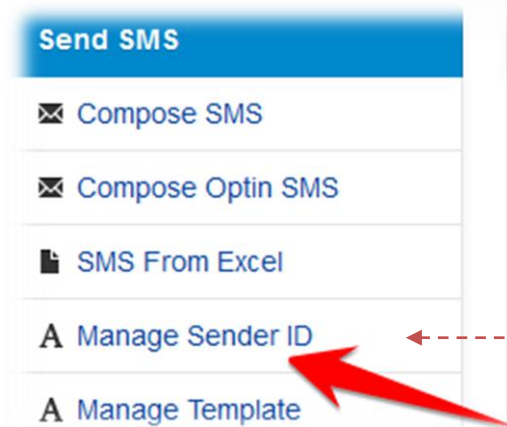 Send SMS
Compose SMS
Compose Optin SMS
SMS From Excel
A Manage Sender ID
A Manage Template